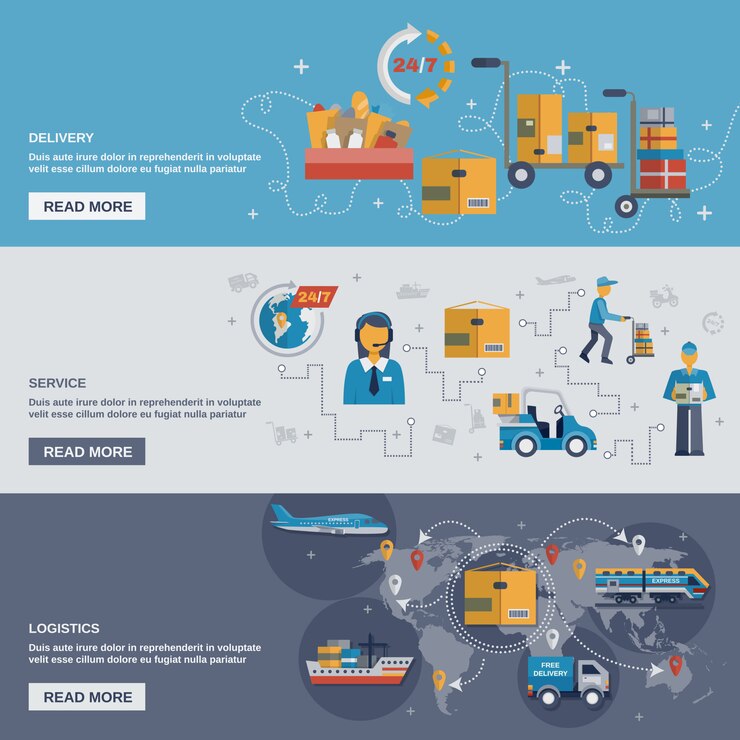 24/7
DELIVERY
Duis aute irure dolor in reprehenderit in voluptate
velit esse cillum dolore eu fugiat nulla pariatur
READ MORE
24/7
SERVICE
Duis aute irure dolor in reprehenderit in voluptate
velit esse cillum dolore eu fugiat nulla pariatur
READ MORE
EXPRESS
EXPRESS
LOGISTICS
Duis aute irure dolor in reprehenderit in voluptate
velit esse cillum dolore eu fugiat nulla pariatur
FREE
DELIVERY
READ MORE